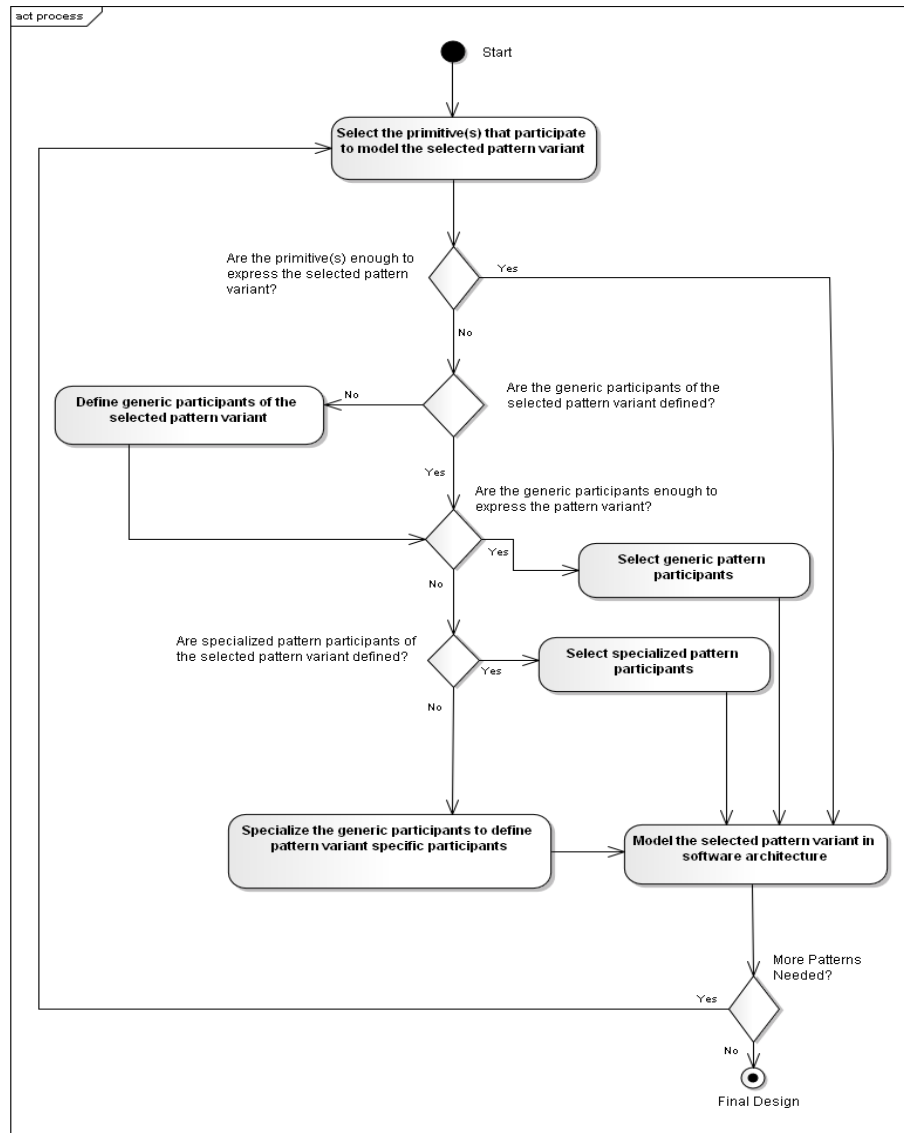 act process
Start
Select the primitive(s) that participate
to model the selected pattern variant
Are the primitive(s) enough to
express the selected pattern
variant?
Yes
No
Are the generic participants of the
selected pattern variant defined?
No
Define generic participants of the
selected pattern variant
Yes
Are the generic participants enough to
express the pattern variant?
Yes
Select generic pattern
participants
No
Are specialized pattern participants of
the selected pattern variant defined?
Yes
Select specialized pattern
participants
No
Specialize the generic participants to define
pattern variant specific participants
Model the selected pattern variant in
software architecture
More Patterns
Needed?
Yes
No
Final Design